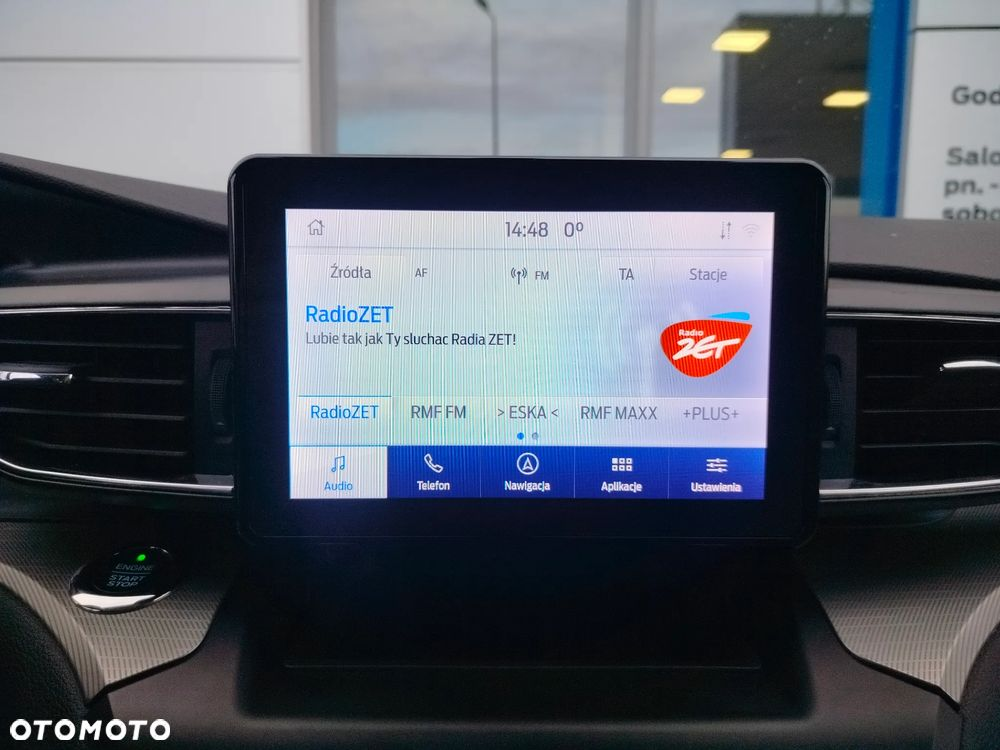 God
Salo
pn. -
sobo
14:48 0º
Źródła AF FM TA Stacje
RadioZET
Lubie tak jak Ty sluchac Radia ZET!
Radio
ZET
RadioZET RMF FM > ESKA < RMF MAXX +PLUS+
Audio Telefon Nawigacja Aplikacje Ustawienia
ENGINE
START
STOP
OTOMOTO